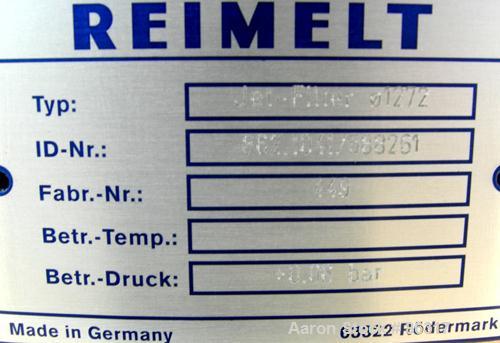 REIMELT
Typ: Jet-Filter ø1272
ID-Nr.:
Fabr.-Nr.: 449
Betr.-Temp.:
Betr.-Druck: bar
Made in Germany 63322 Rödermark
Aaron